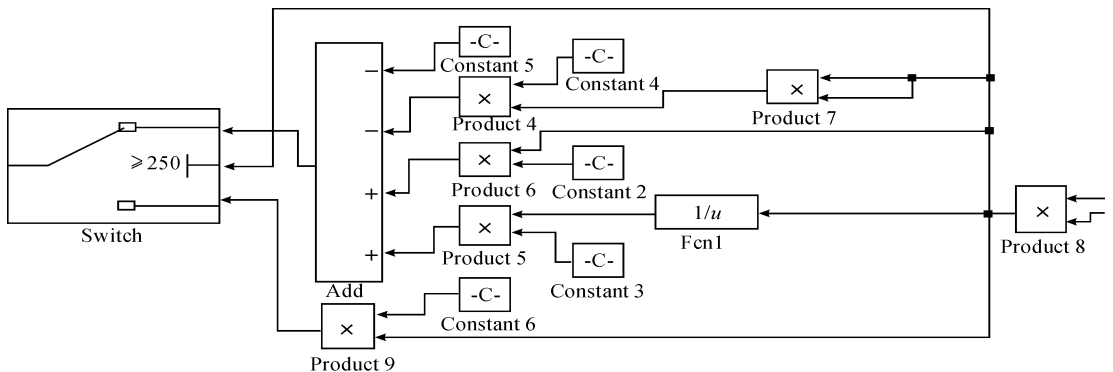 -C-
Constant 5
-C-
Constant 4
×
Product 4
×
Product 7
×
Product 6
-C-
Constant 2
⩾250
Switch
1/u
Fcn1
×
Product 5
×
Product 8
-C-
Constant 3
−
−
+
+
Add
-C-
Constant 6
×
Product 9